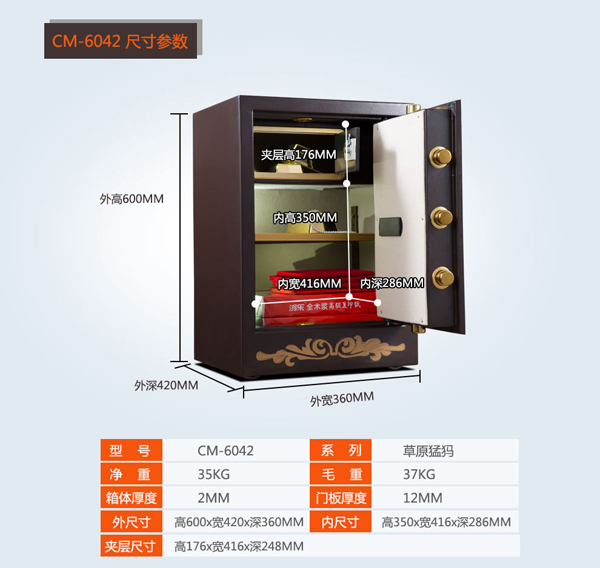 CM-6042 尺寸参数
夹层高176MM
外高600MM
内高350MM
内宽416MM
内深286MM
外深420MM
外宽360MM
型 号 CM-6042 系 列 草原猛犸
净 重 35KG 毛 重 37KG
箱体厚度 2MM 门板厚度 12MM
外尺寸 高600x宽420x深360MM 内尺寸 高350x宽416x深286MM
夹层尺寸 高176x宽416x深248MM